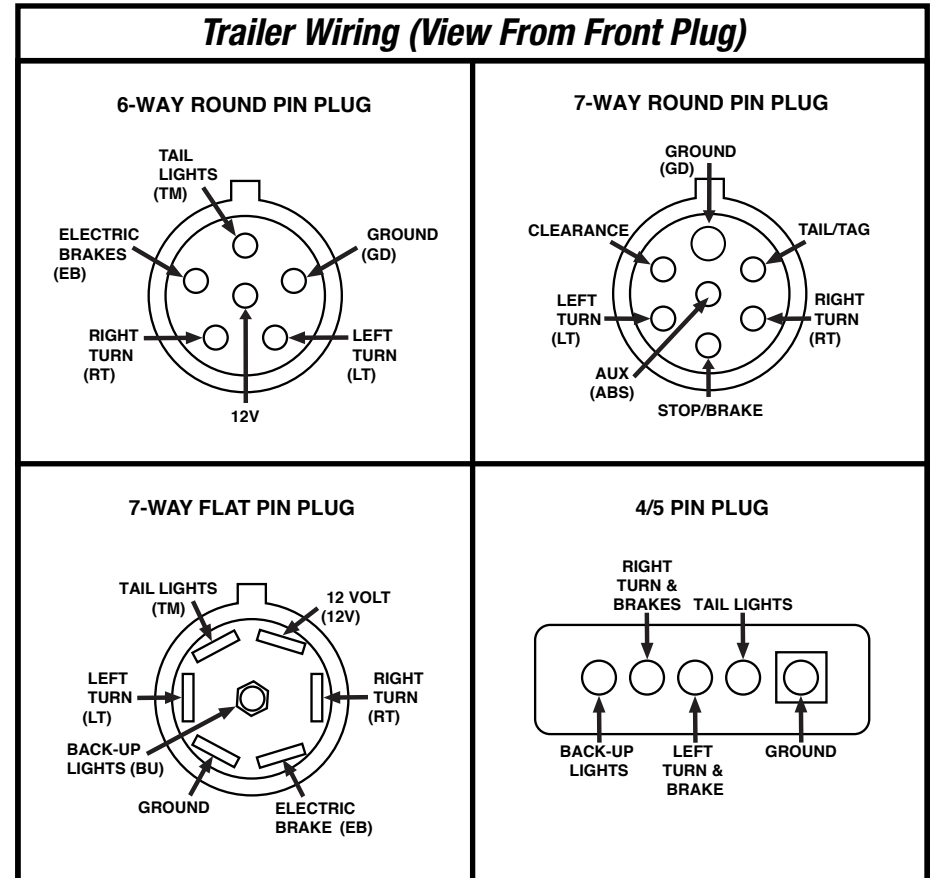 Trailer Wiring (View From Front Plug)
6-WAY ROUND PIN PLUG
TAIL
LIGHTS
(TM)
ELECTRIC
BRAKES
(EB)
GROUND
(GD)
RIGHT
TURN
(RT)
LEFT
TURN
(LT)
12V
7-WAY ROUND PIN PLUG
GROUND
(GD)
CLEARANCE
TAIL/TAG
LEFT
TURN
(LT)
RIGHT
TURN
(RT)
AUX
(ABS)
STOP/BRAKE
7-WAY FLAT PIN PLUG
TAIL LIGHTS
(TM)
12 VOLT
(12V)
LEFT
TURN
(LT)
RIGHT
TURN
(RT)
BACK-UP
LIGHTS (BU)
GROUND
ELECTRIC
BRAKE (EB)
4/5 PIN PLUG
RIGHT
TURN &
BRAKES
TAIL LIGHTS
BACK-UP
LIGHTS
LEFT
TURN &
BRAKE
GROUND